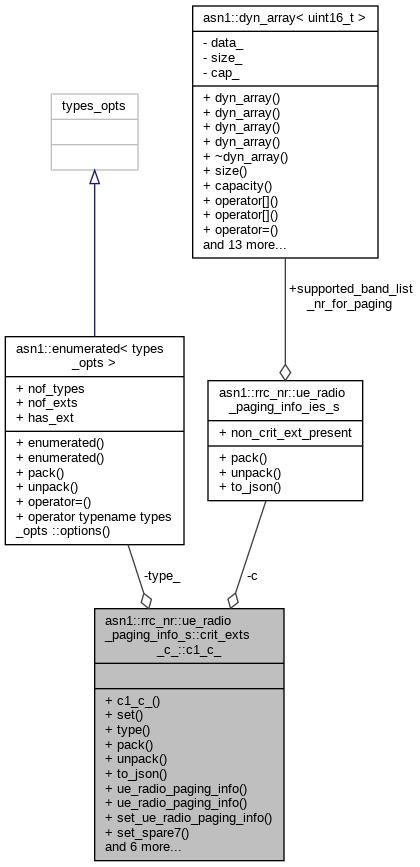 asn1::dyn_array< uint16_t >
- data_
- size_
- cap_
+ dyn_array()
+ dyn_array()
+ dyn_array()
+ dyn_array()
+ ~dyn_array()
+ size()
+ capacity()
+ operator[]()
+ operator[]()
+ operator=()
and 13 more...
types_opts
+supported_band_list
_nr_for_paging
asn1::enumerated< types
_opts >
+ nof_types
+ nof_exts
+ has_ext
+ enumerated()
+ enumerated()
+ pack()
+ unpack()
+ operator=()
+ operator typename types
_opts ::options()
asn1::rrc_nr::ue_radio
_paging_info_ies_s
+ non_crit_ext_present
+ pack()
+ unpack()
+ to_json()
-type_
-c
asn1::rrc_nr::ue_radio
_paging_info_s::crit_exts
_c_::c1_c_
+ c1_c_()
+ set()
+ type()
+ pack()
+ unpack()
+ to_json()
+ ue_radio_paging_info()
+ ue_radio_paging_info()
+ set_ue_radio_paging_info()
+ set_spare7()
and 6 more...